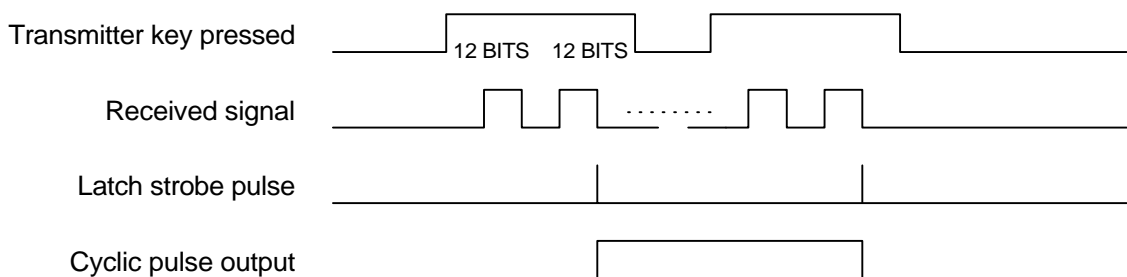 Transmitter key pressed
12 BITS 12 BITS
Received signal
Latch strobe pulse
Cyclic pulse output